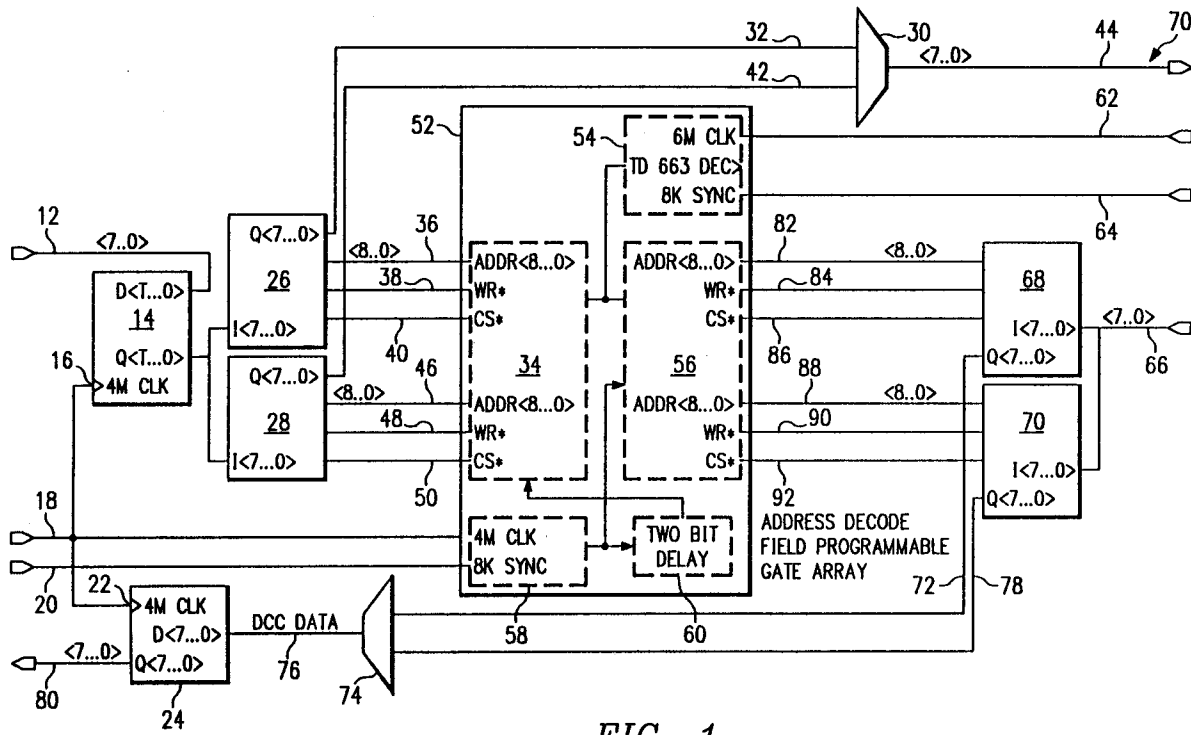 32
30
<7..0>
44
70
42
52
54
6M CLK
TD 663 DEC>
8K SYNC
62
64
12
<7..0>
Q<7...0>
26
I<7...0>
<8..0>
36
38
40
ADDR<8...0>
WR*
CS*
34
ADDR<8...0>
WR*
CS*
ADDR<8...0>
WR*
CS*
56
ADDR<8...0>
WR*
CS*
82
<8..0>
84
86
68
I<7...0>
Q<7...0>
<7..0>
66
D<T...0>
14
Q<T...0>
16
4M CLK
Q<7...0>
28
I<7...0>
<8..0>
46
48
50
88
<8..0>
90
92
70
I<7...0>
Q<7...0>
18
20
4M CLK
8K SYNC
58
TWO BIT
DELAY
60
ADDRESS DECODE
FIELD PROGRAMMABLE
GATE ARRAY
72
78
22
4M CLK
D<7...0>
Q<7...0>
24
<7...0>
80
DCC DATA
76
74
FIG. 1